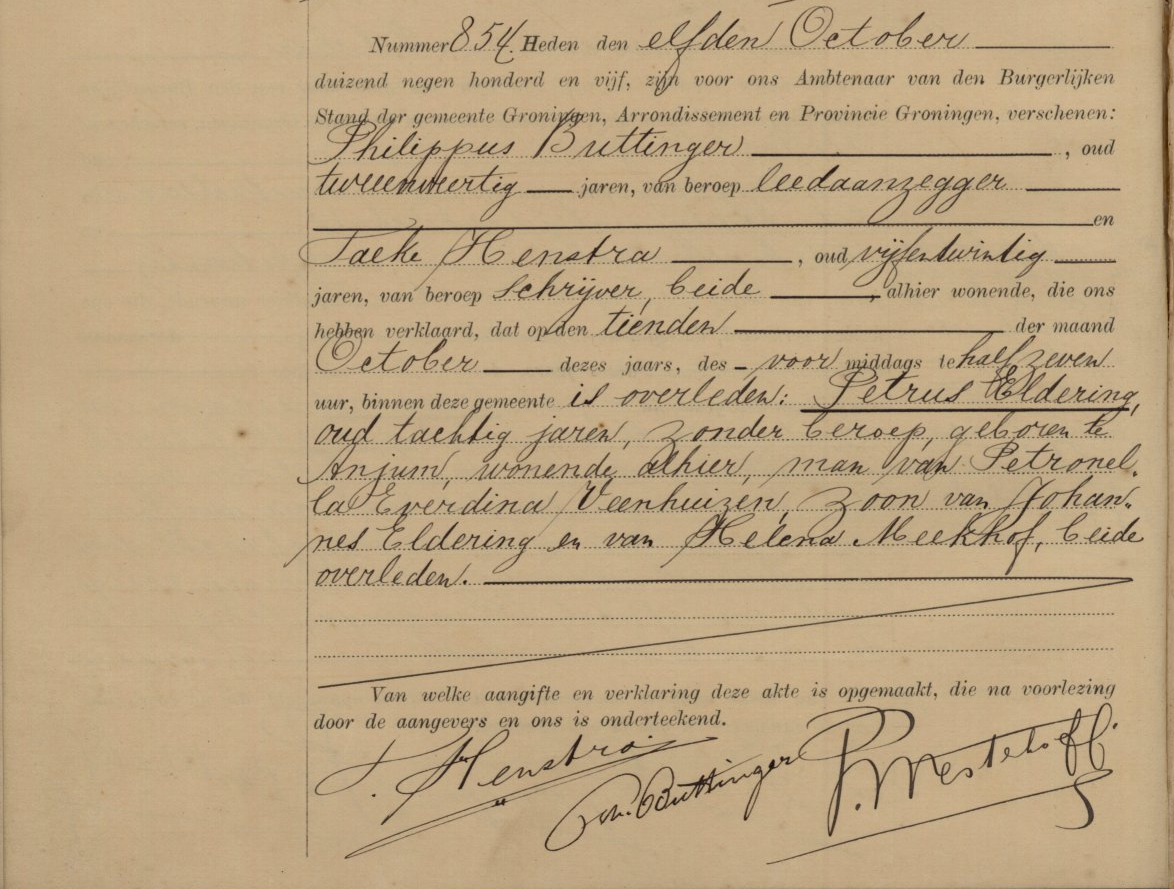 Nummer 854. Heden den elfden October
duizend negen honderd en vijf, zijn voor ons Ambtenaar van den Burgerlijken
Stand der gemeente Groningen, Arrondissement en Provincie Groningen, verschenen:
Philippus Buttinger, oud
tweeenveertig jaren, van beroep leedaanzegger
en
Taeke Henstra, oud vijfentwintig
jaren, van beroep Schrijver, beide, alhier wonende, die ons
hebben verklaard, dat op den tienden der maand
October dezes jaars, des voor middags te half zeven
uur, binnen deze gemeente is overleden: Petrus Eldering,
oud tachtig jaren, zonder beroep, geboren te
Anjum, wonende alhier, man van Petronel„
la Everdina Veenhuizen, zoon van Johan„
nes Eldering en van Helena Meekhof, beide
overleden.
Van welke aangifte en verklaring deze akte is opgemaakt, die na voorlezing
door de aangevers en ons is onderteekend.
T. Henstra
Ph. Buttinger
P. Westerhoff